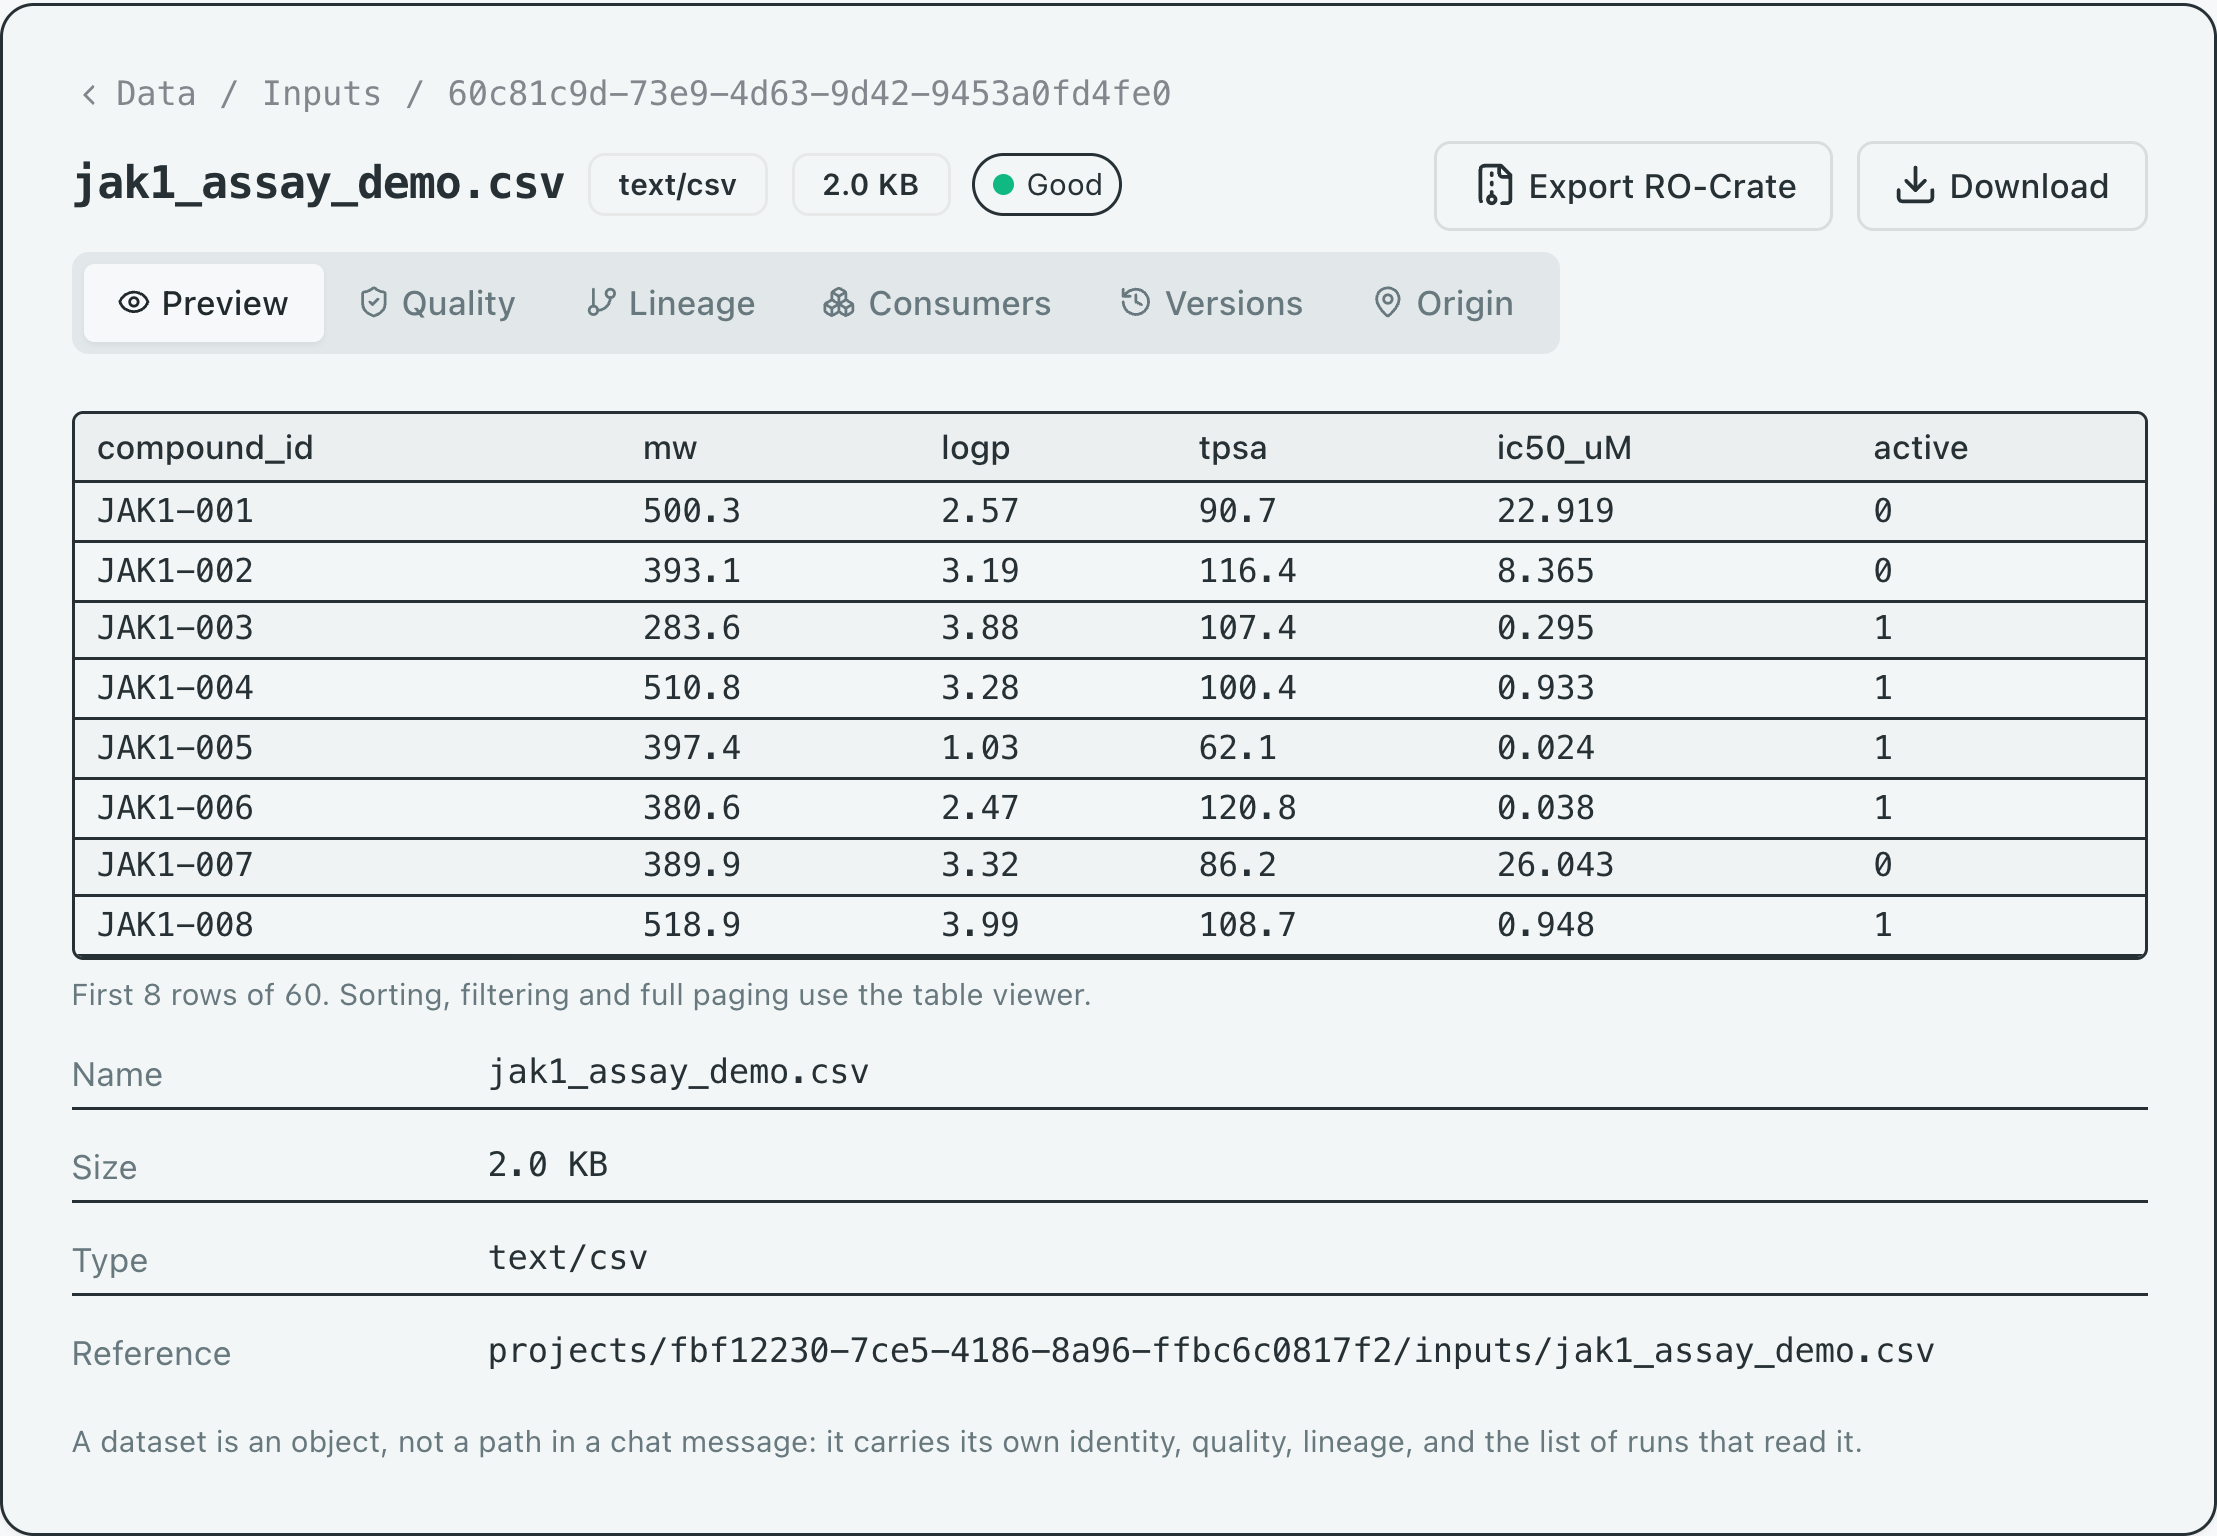 Data / Inputs / 60c81c9d-73e9-4d63-9d42-9453a0fd4fe0
jak1_assay_demo.csv text/csv 2.0 KB Good Export RO-Crate Download
Preview Quality Lineage Consumers Versions Origin
compound_id mw logp tpsa ic50_uM active
JAK1-001 500.3 2.57 90.7 22.919 0
JAK1-002 393.1 3.19 116.4 8.365 0
JAK1-003 283.6 3.88 107.4 0.295 1
JAK1-004 510.8 3.28 100.4 0.933 1
JAK1-005 397.4 1.03 62.1 0.024 1
JAK1-006 380.6 2.47 120.8 0.038 1
JAK1-007 389.9 3.32 86.2 26.043 0
JAK1-008 518.9 3.99 108.7 0.948 1
First 8 rows of 60. Sorting, filtering and full paging use the table viewer.
Name jak1_assay_demo.csv
Size 2.0 KB
Type text/csv
Reference projects/fbf12230-7ce5-4186-8a96-ffbc6c0817f2/inputs/jak1_assay_demo.csv
A dataset is an object, not a path in a chat message: it carries its own identity, quality, lineage, and the list of runs that read it.